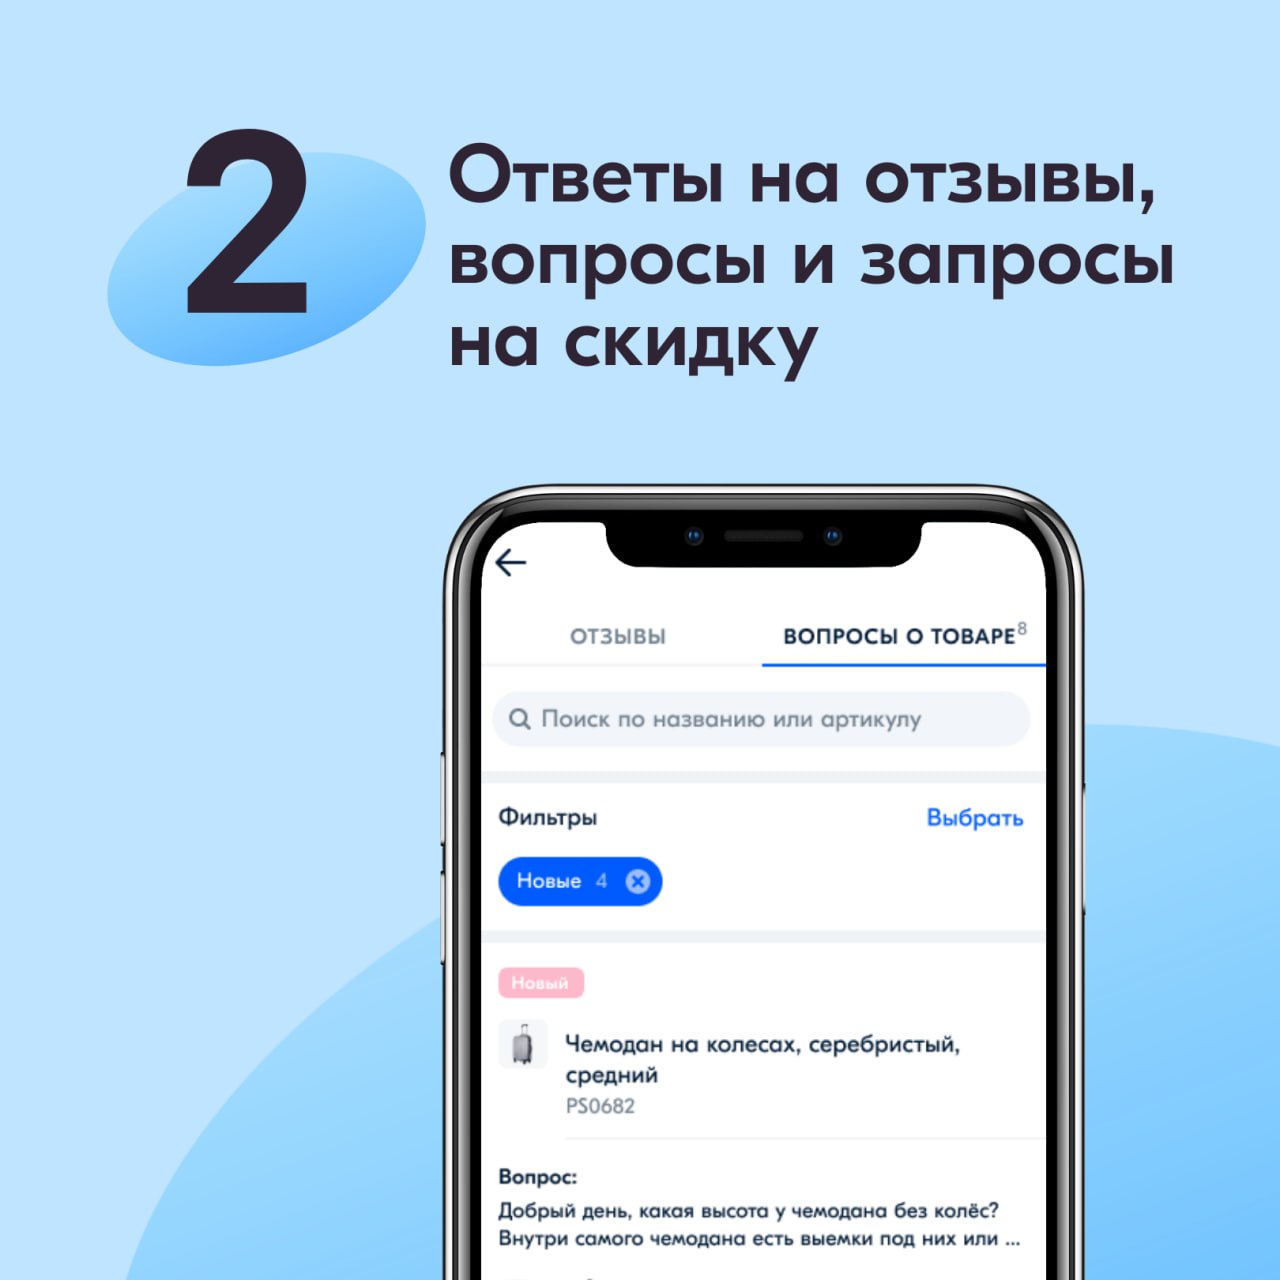 2
Ответы на отзывы,
вопросы и запросы
на скидку
ОТЗЫВЫ
ВОПРОСЫ О ТОВАРЕ8
Поиск по названию или артикулу
Фильтры
Выбрать
Новые 4
Новый
Чемодан на колесах, серебристый,
средний
PS0682
Вопрос:
Добрый день, какая высота у чемодана без колёс?
Внутри самого чемодана есть выемки под них или ...